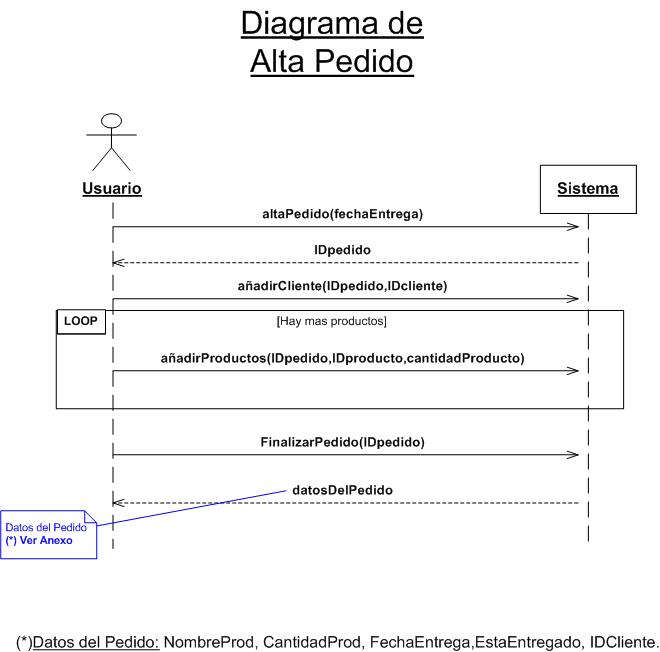 Diagrama de
Alta Pedido
Usuario
Sistema
altaPedido(fechaEntrega)
IDpedido
añadirCliente(IDpedido,IDcliente)
LOOP
[Hay mas productos]
añadirProductos(IDpedido,IDproducto,cantidadProducto)
FinalizarPedido(IDpedido)
datosDelPedido
Datos del Pedido
(*) Ver Anexo
(*)Datos del Pedido: NombreProd, CantidadProd, FechaEntrega,EstaEntregado, IDCliente.